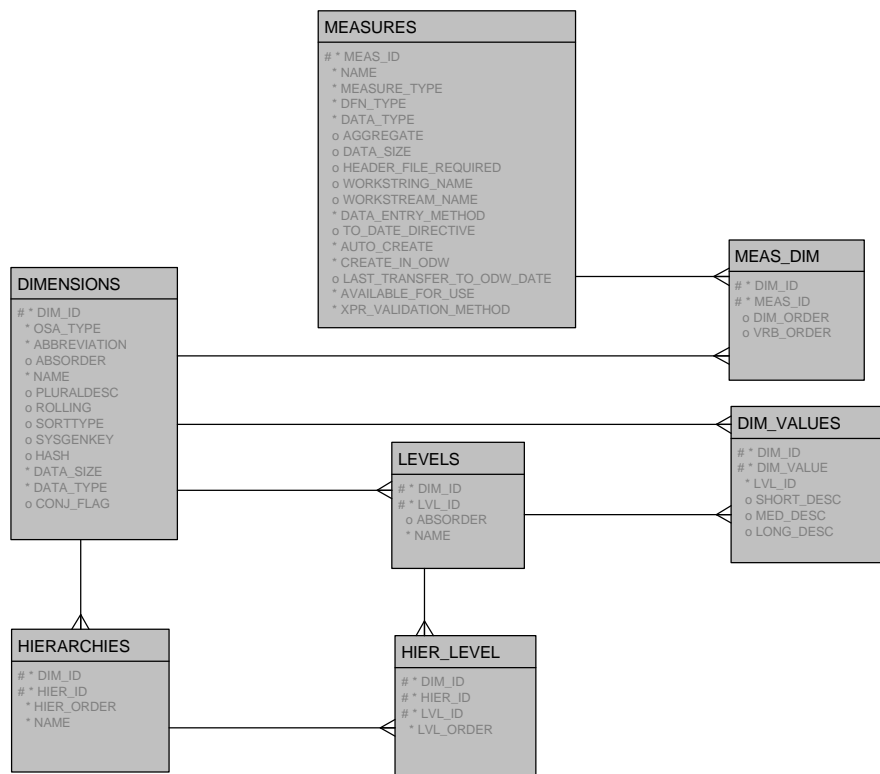 MEASURES
# * MEAS_ID
* NAME
* MEASURE_TYPE
* DFN_TYPE
* DATA_TYPE
o AGGREGATE
o DATA_SIZE
o HEADER_FILE_REQUIRED
o WORKSTRING_NAME
o WORKSTREAM_NAME
* DATA_ENTRY_METHOD
o TO_DATE_DIRECTIVE
* AUTO_CREATE
* CREATE_IN_ODW
o LAST_TRANSFER_TO_ODW_DATE
* AVAILABLE_FOR_USE
* XPR_VALIDATION_METHOD
MEAS_DIM
# * DIM_ID
# * MEAS_ID
o DIM_ORDER
o VRB_ORDER
DIMENSIONS
# * DIM_ID
* OSA_TYPE
* ABBREVIATION
o ABSORDER
* NAME
o PLURALDESC
o ROLLING
o SORTTYPE
o SYSGENKEY
o HASH
* DATA_SIZE
* DATA_TYPE
o CONJ_FLAG
DIM_VALUES
# * DIM_ID
# * DIM_VALUE
* LVL_ID
o SHORT_DESC
o MED_DESC
o LONG_DESC
LEVELS
# * DIM_ID
# * LVL_ID
o ABSORDER
* NAME
HIERARCHIES
# * DIM_ID
# * HIER_ID
* HIER_ORDER
* NAME
HIER_LEVEL
# * DIM_ID
# * HIER_ID
# * LVL_ID
* LVL_ORDER